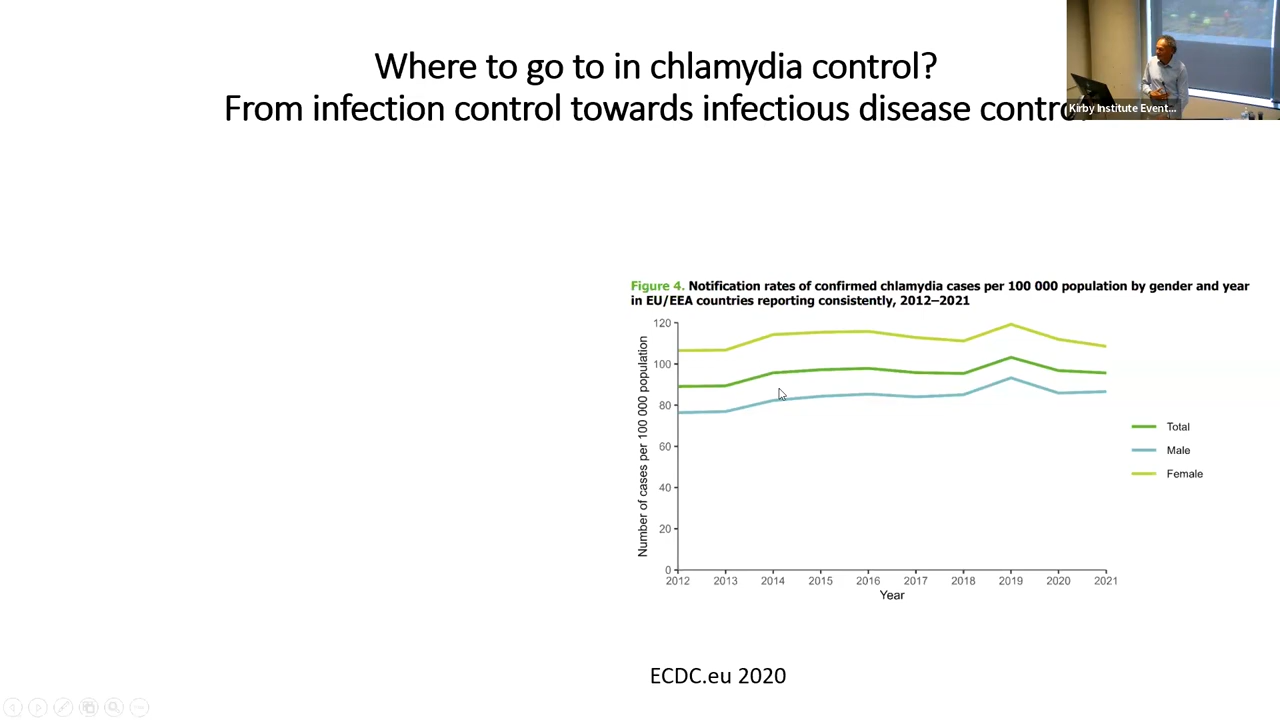 Where to go to in chlamydia control?
From infection control towards infectious disease contro
Kirby Institute Event...
Figure 4. Notification rates of confirmed chlamydia cases per 100 000 population by gender and year
in EU/EEA countries reporting consistently, 2012–2021
Number of cases per 100 000 population
120
100
80
60
40
20
0
2012 2013 2014 2015 2016 2017 2018 2019 2020 2021
Year
Total
Male
Female
ECDC.eu 2020